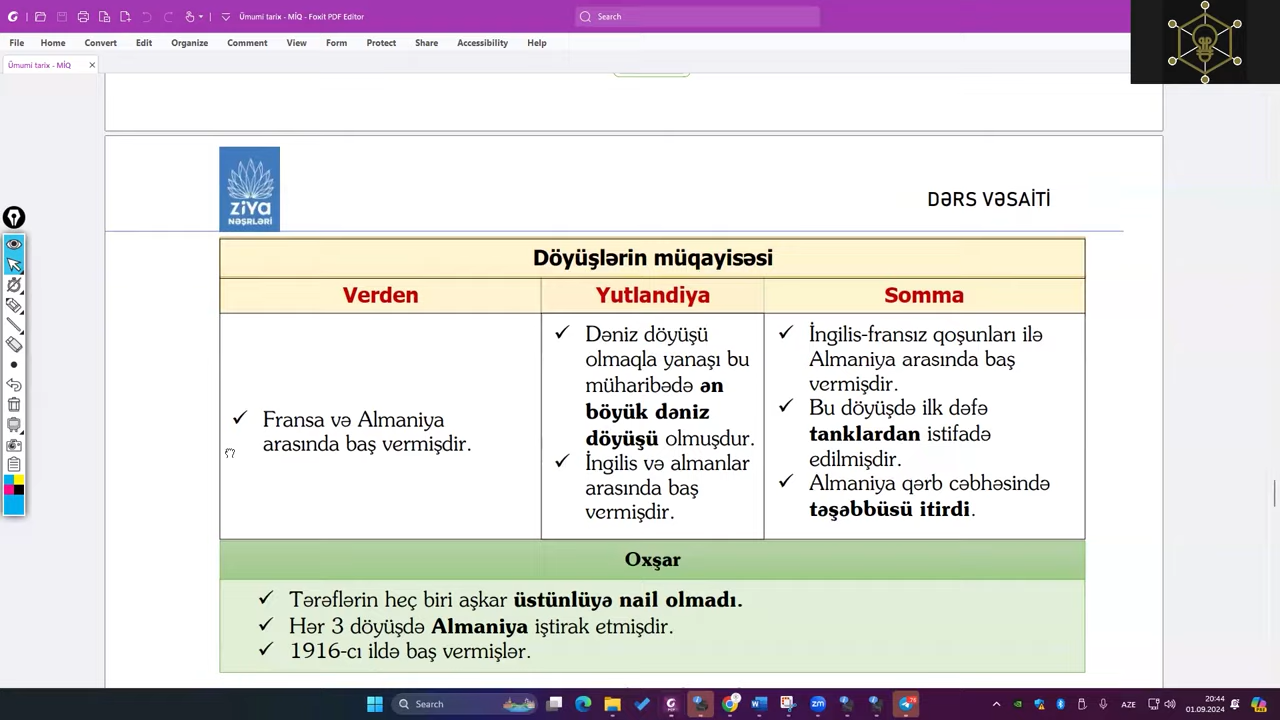 Ümumi tarix - MİQ - Foxit PDF Editor
Search
File Home Convert Edit Organize Comment View Form Protect Share Accessibility Help
Ümumi tarix - MİQ
ziya
NƏŞRLƏRİ
DƏRS VƏSAİTİ
Döyüşlərin müqayisəsi
Verden
Yutlandiya
Somma
✓ Fransa və Almaniya
arasında baş vermişdir.
✓ Dəniz döyüşü
olmaqla yanaşı bu
müharibədə ən
böyük dəniz
döyüşü olmuşdur.
✓ İngilis və almanlar
arasında baş
vermişdir.
✓ İngilis-fransız qoşunları ilə
Almaniya arasında baş
vermişdir.
✓ Bu döyüşdə ilk dəfə
tanklardan istifadə
edilmişdir.
✓ Almaniya qərb cəbhəsində
təşəbbüsü itirdi.
Oxşar
✓ Tərəflərin heç biri aşkar üstünlüyə nail olmadı.
✓ Hər 3 döyüşdə Almaniya iştirak etmişdir.
✓ 1916-cı ildə baş vermişlər.
Search
AZE
20:44
01.09.2024